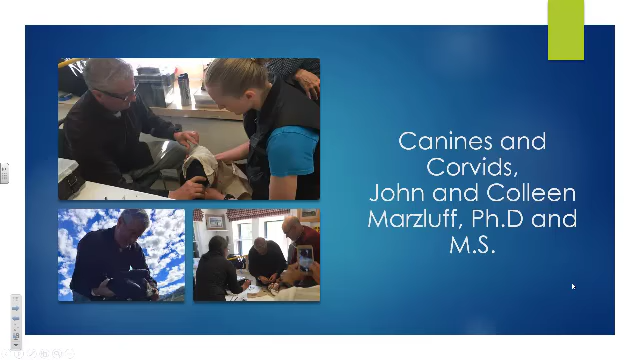 Canines and
Corvids,
John and Colleen
Marzluff, Ph.D and
M.S.